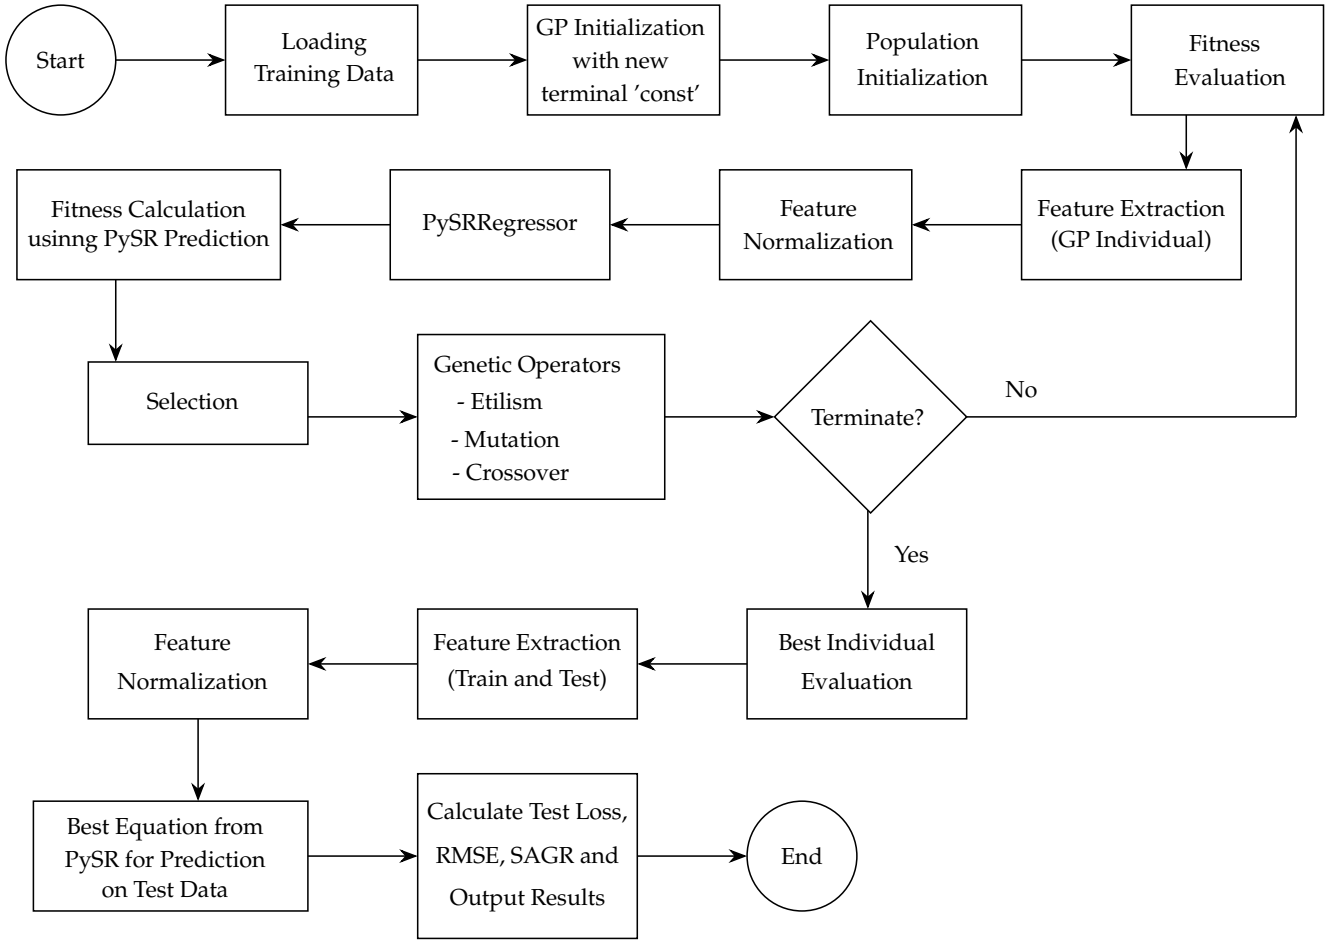 Start
Loading
Training Data
GP Initialization
with new
terminal 'const'
Population
Initialization
Fitness
Evaluation
Fitness Calculation
usinng PySR Prediction
PySRRegressor
Feature
Normalization
Feature Extraction
(GP Individual)
Selection
Genetic Operators
- Etilism
- Mutation
- Crossover
Terminate?
No
Yes
Feature
Normalization
Feature Extraction
(Train and Test)
Best Individual
Evaluation
Best Equation from
PySR for Prediction
on Test Data
Calculate Test Loss,
RMSE, SAGR and
Output Results
End